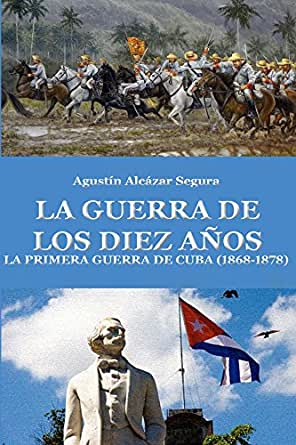 Agustín Alcázar Segura
LA GUERRA DE
LOS DIEZ AÑOS
LA PRIMERA GUERRA DE CUBA (1868-1878)